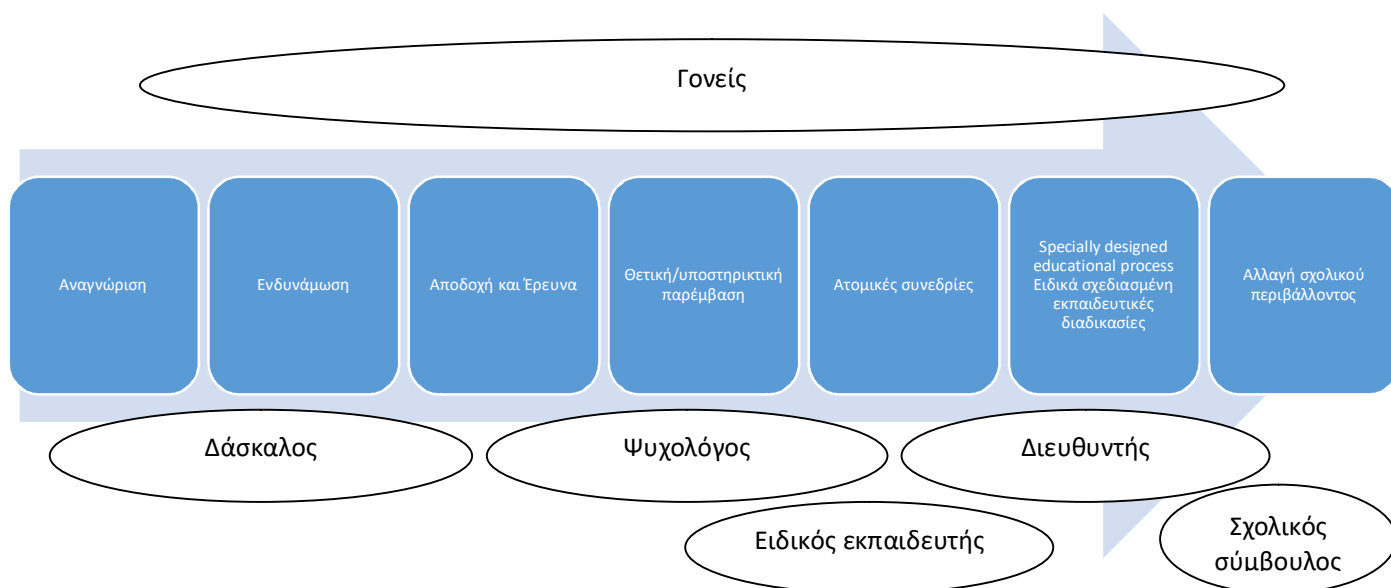 Γονείς
Αναγνώριση
Ενδυνάμωση
Αποδοχή και Έρευνα
Θετική/υποστηρικτική
παρέμβαση
Ατομικές συνεδρίες
Specially designed
educational process
Ειδικά σχεδιασμένη
εκπαιδευτικές
διαδικασίες
Αλλαγή σχολικού
περιβάλλοντος
Δάσκαλος
Ψυχολόγος
Διευθυντής
Ειδικός εκπαιδευτής
Σχολικός
σύμβουλος